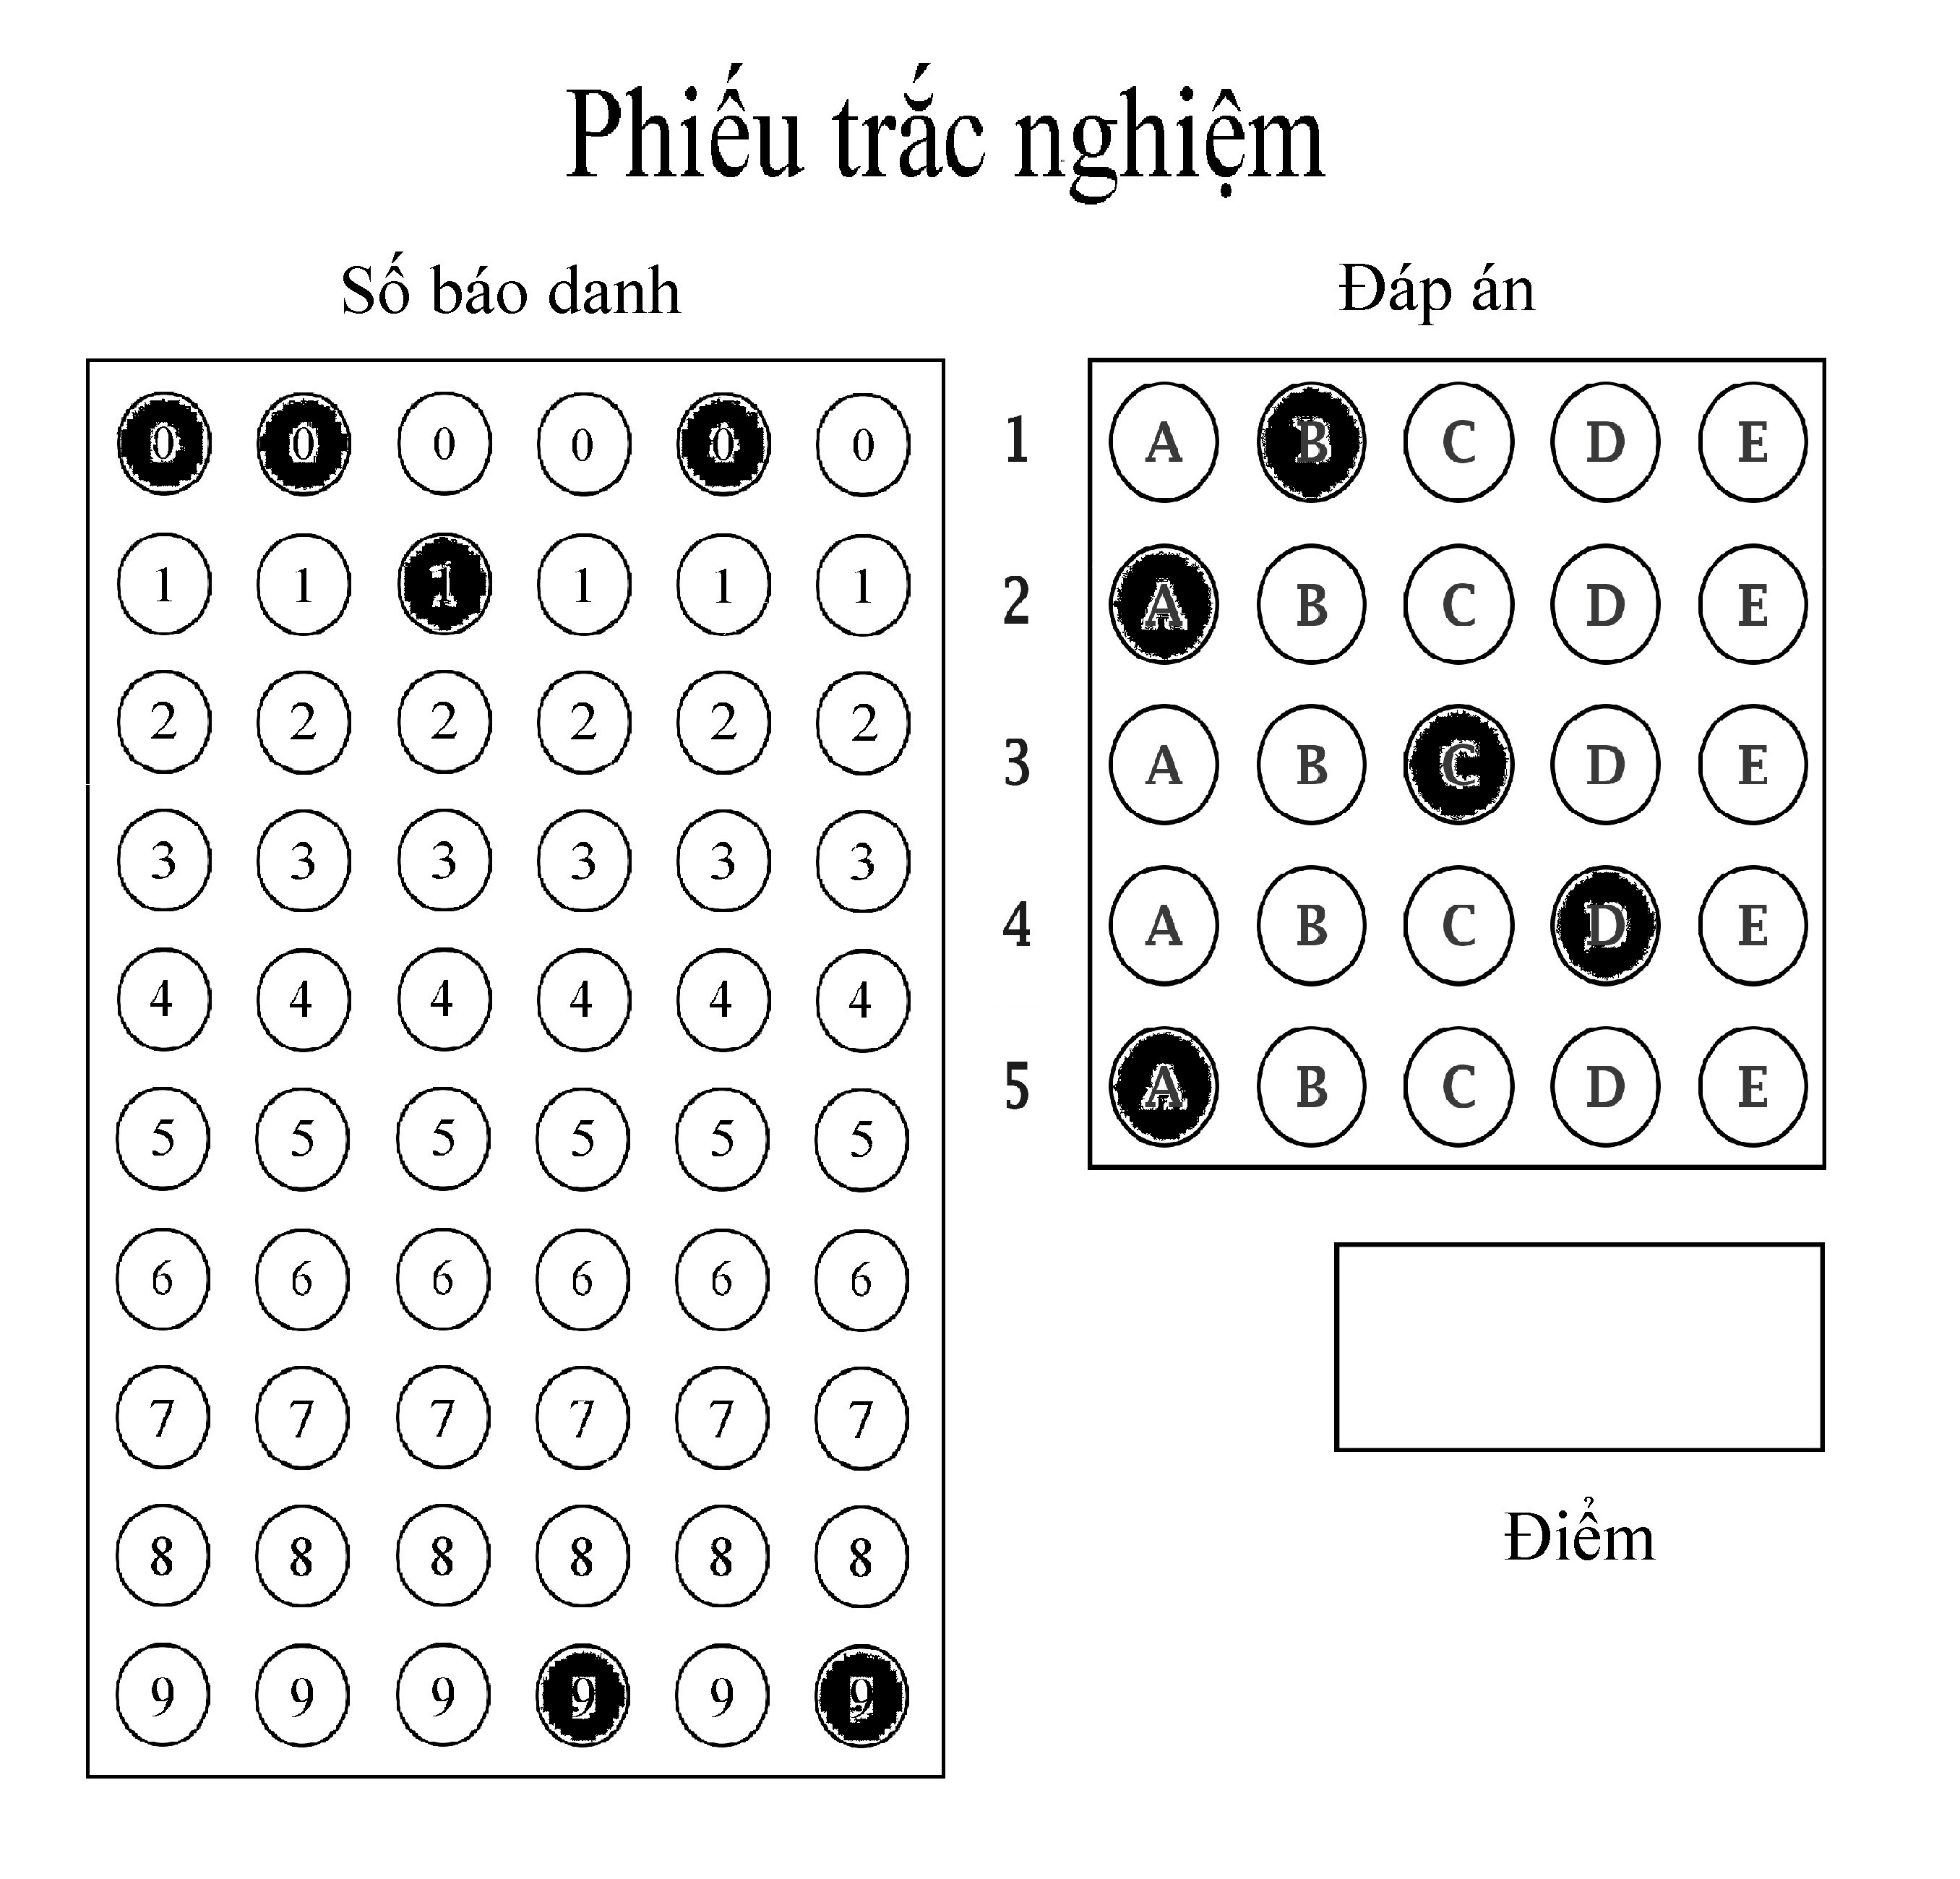 Phiếu trắc nghiệm
Số báo danh
0 0 0 0 0 0
1 1 1 1 1 1
2 2 2 2 2 2
3 3 3 3 3 3
4 4 4 4 4 4
5 5 5 5 5 5
6 6 6 6 6 6
7 7 7 7 7 7
8 8 8 8 8 8
9 9 9 9 9 9
Đáp án
1 A B C D E
2 A B C D E
3 A B C D E
4 A B C D E
5 A B C D E
Điểm